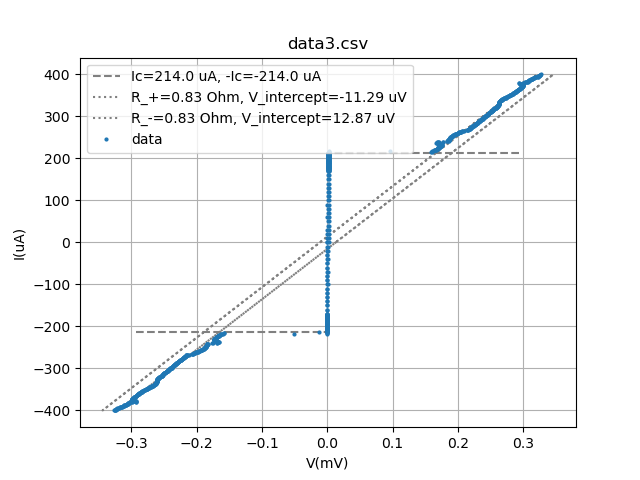 data3.csv
Ic=214.0 uA, -Ic=-214.0 uA
R_+=0.83 Ohm, V_intercept=-11.29 uV
R_-=0.83 Ohm, V_intercept=12.87 uV
data
I(uA)
400
300
200
100
0
−100
−200
−300
−400
−0.3 −0.2 −0.1 0.0 0.1 0.2 0.3
V(mV)